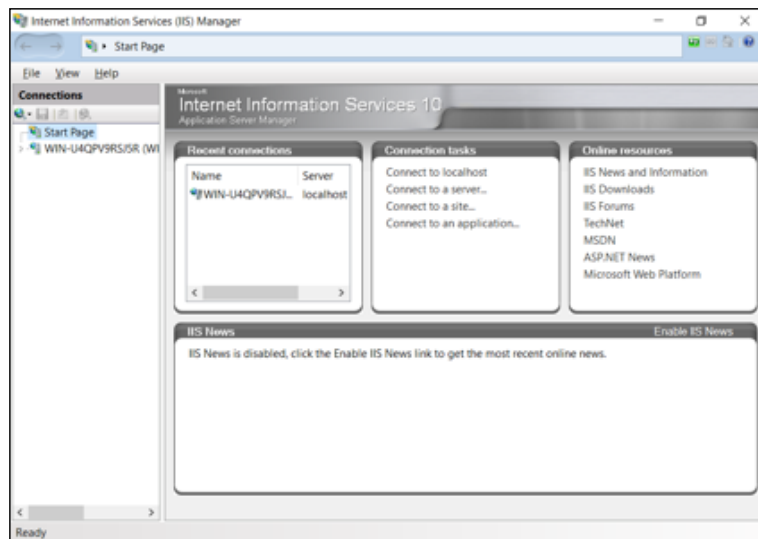 Internet Information Services (IIS) Manager
Start Page
File View Help
Connections
Start Page
WIN-U4QPV9RSJ5R (WI
Microsoft
Internet Information Services 10
Application Server Manager
Recent connections
Name Server
WIN-U4QPV9RSJ... localhost
Connection tasks
Connect to localhost
Connect to a server...
Connect to a site...
Connect to an application...
Online resources
IIS News and Information
IIS Downloads
IIS Forums
TechNet
MSDN
ASP.NET News
Microsoft Web Platform
IIS News Enable IIS News
IIS News is disabled, click the Enable IIS News link to get the most recent online news.
Ready